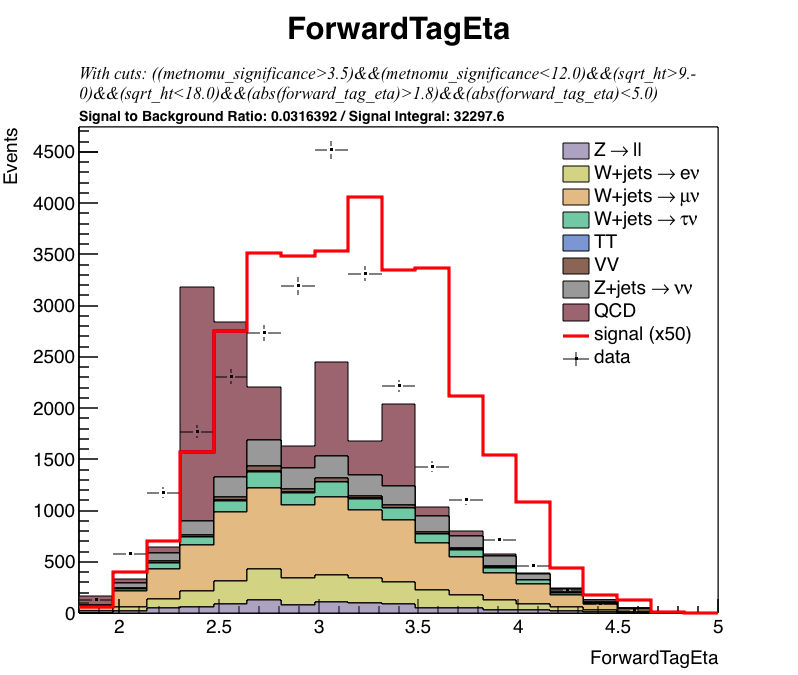 ForwardTagEta
With cuts: ((metnomu_significance>3.5)&&(metnomu_significance<12.0)&&(sqrt_ht>9.-
0)&&(sqrt_ht<18.0)&&(abs(forward_tag_eta)>1.8)&&(abs(forward_tag_eta)<5.0)
Signal to Background Ratio: 0.0316392 / Signal Integral: 32297.6
Events
4500
4000
3500
3000
2500
2000
1500
1000
500
0
Z → ll
W+jets → eν
W+jets → μν
W+jets → τν
TT
VV
Z+jets → νν
QCD
signal (x50)
data
2 2.5 3 3.5 4 4.5 5
ForwardTagEta